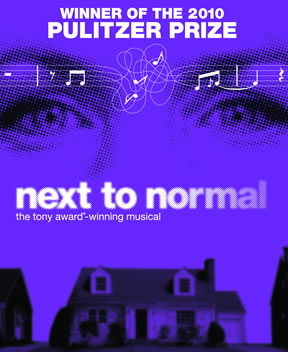 WINNER OF THE 2010
PULITZER PRIZE
next to normal
the tony award®-winning musical